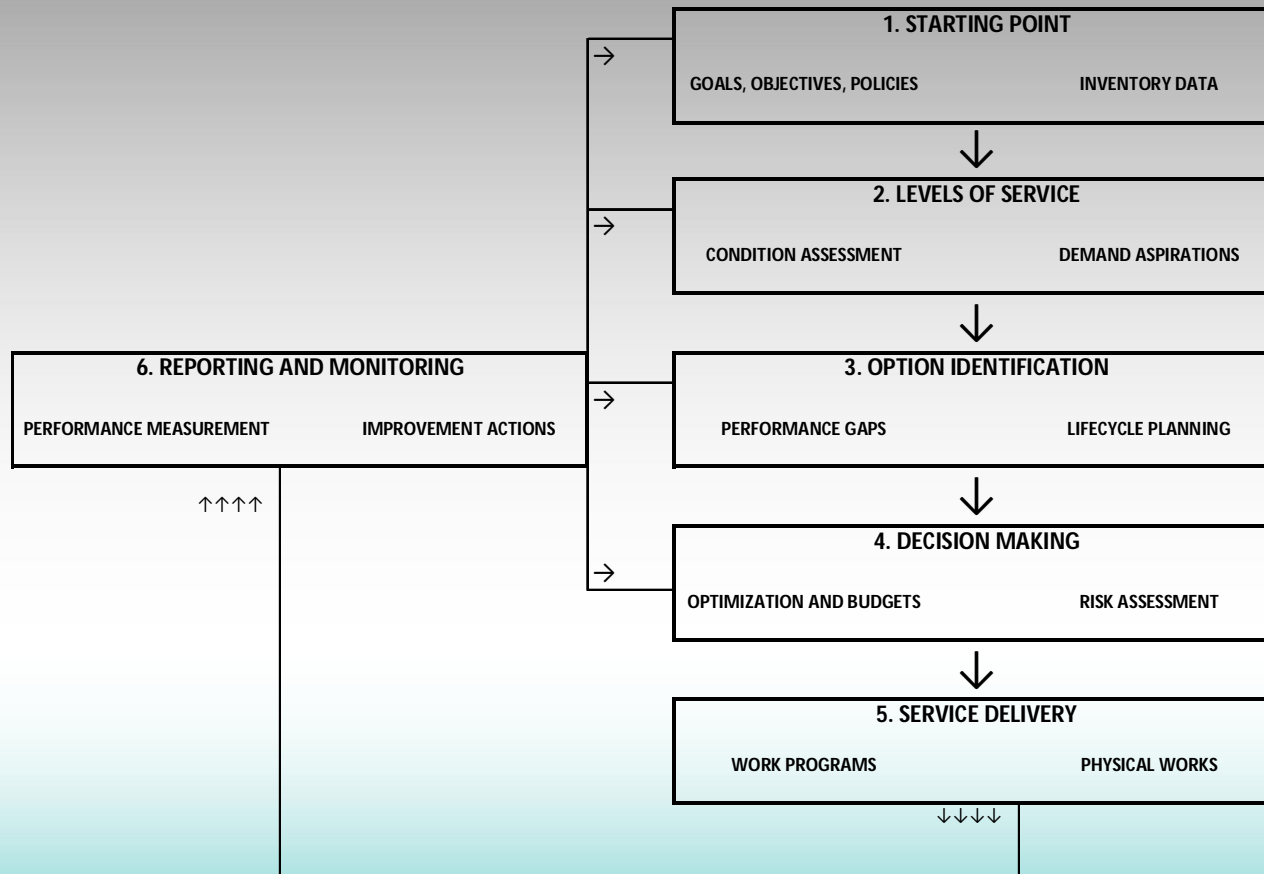 1. STARTING POINT
GOALS, OBJECTIVES, POLICIES INVENTORY DATA
2. LEVELS OF SERVICE
CONDITION ASSESSMENT DEMAND ASPIRATIONS
3. OPTION IDENTIFICATION
PERFORMANCE GAPS LIFECYCLE PLANNING
4. DECISION MAKING
OPTIMIZATION AND BUDGETS RISK ASSESSMENT
5. SERVICE DELIVERY
WORK PROGRAMS PHYSICAL WORKS
6. REPORTING AND MONITORING
PERFORMANCE MEASUREMENT IMPROVEMENT ACTIONS